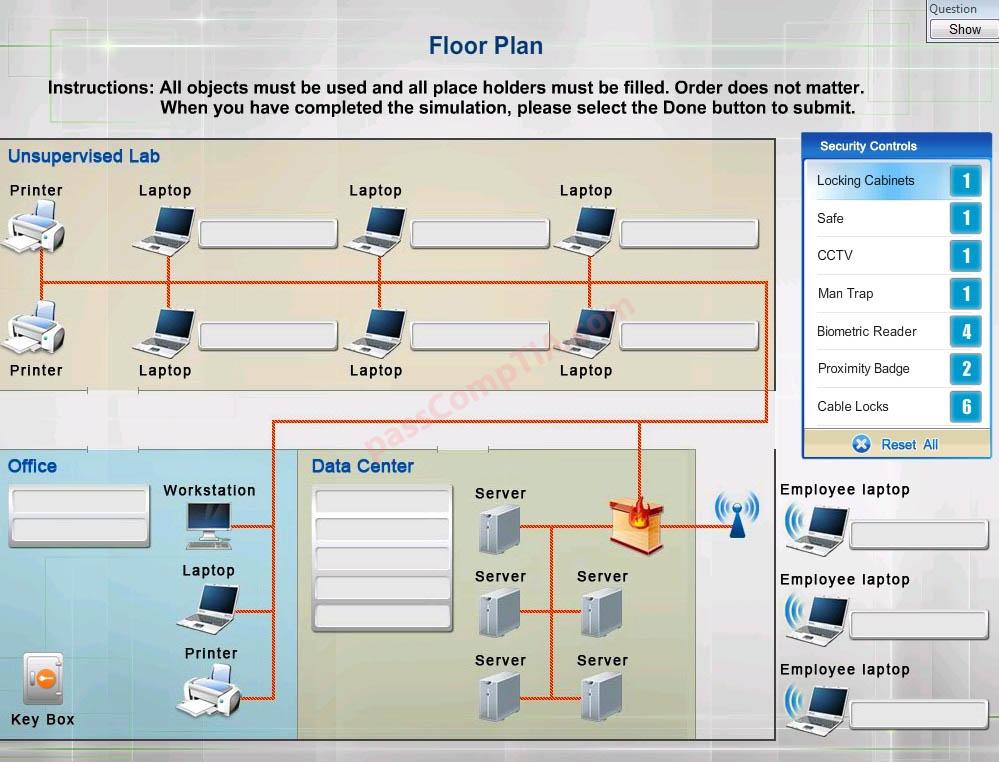 Question
Show
Floor Plan
Instructions: All objects must be used and all place holders must be filled. Order does not matter.
When you have completed the simulation, please select the Done button to submit.
Unsupervised Lab
Printer
Laptop
Laptop
Laptop
Printer
Laptop
Laptop
Laptop
Security Controls
Locking Cabinets 1
Safe 1
CCTV 1
Man Trap 1
Biometric Reader 4
Proximity Badge 2
Cable Locks 6
Reset All
passCompTIA.com
Office
Workstation
Laptop
Printer
Key Box
Data Center
Server
Server
Server
Server
Server
Employee laptop
Employee laptop
Employee laptop